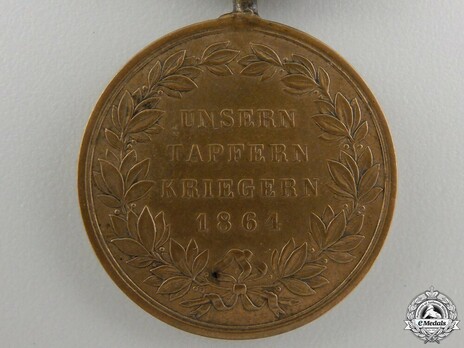 UNSERN
TAPFERN
KRIEGERN
1864
eMedals